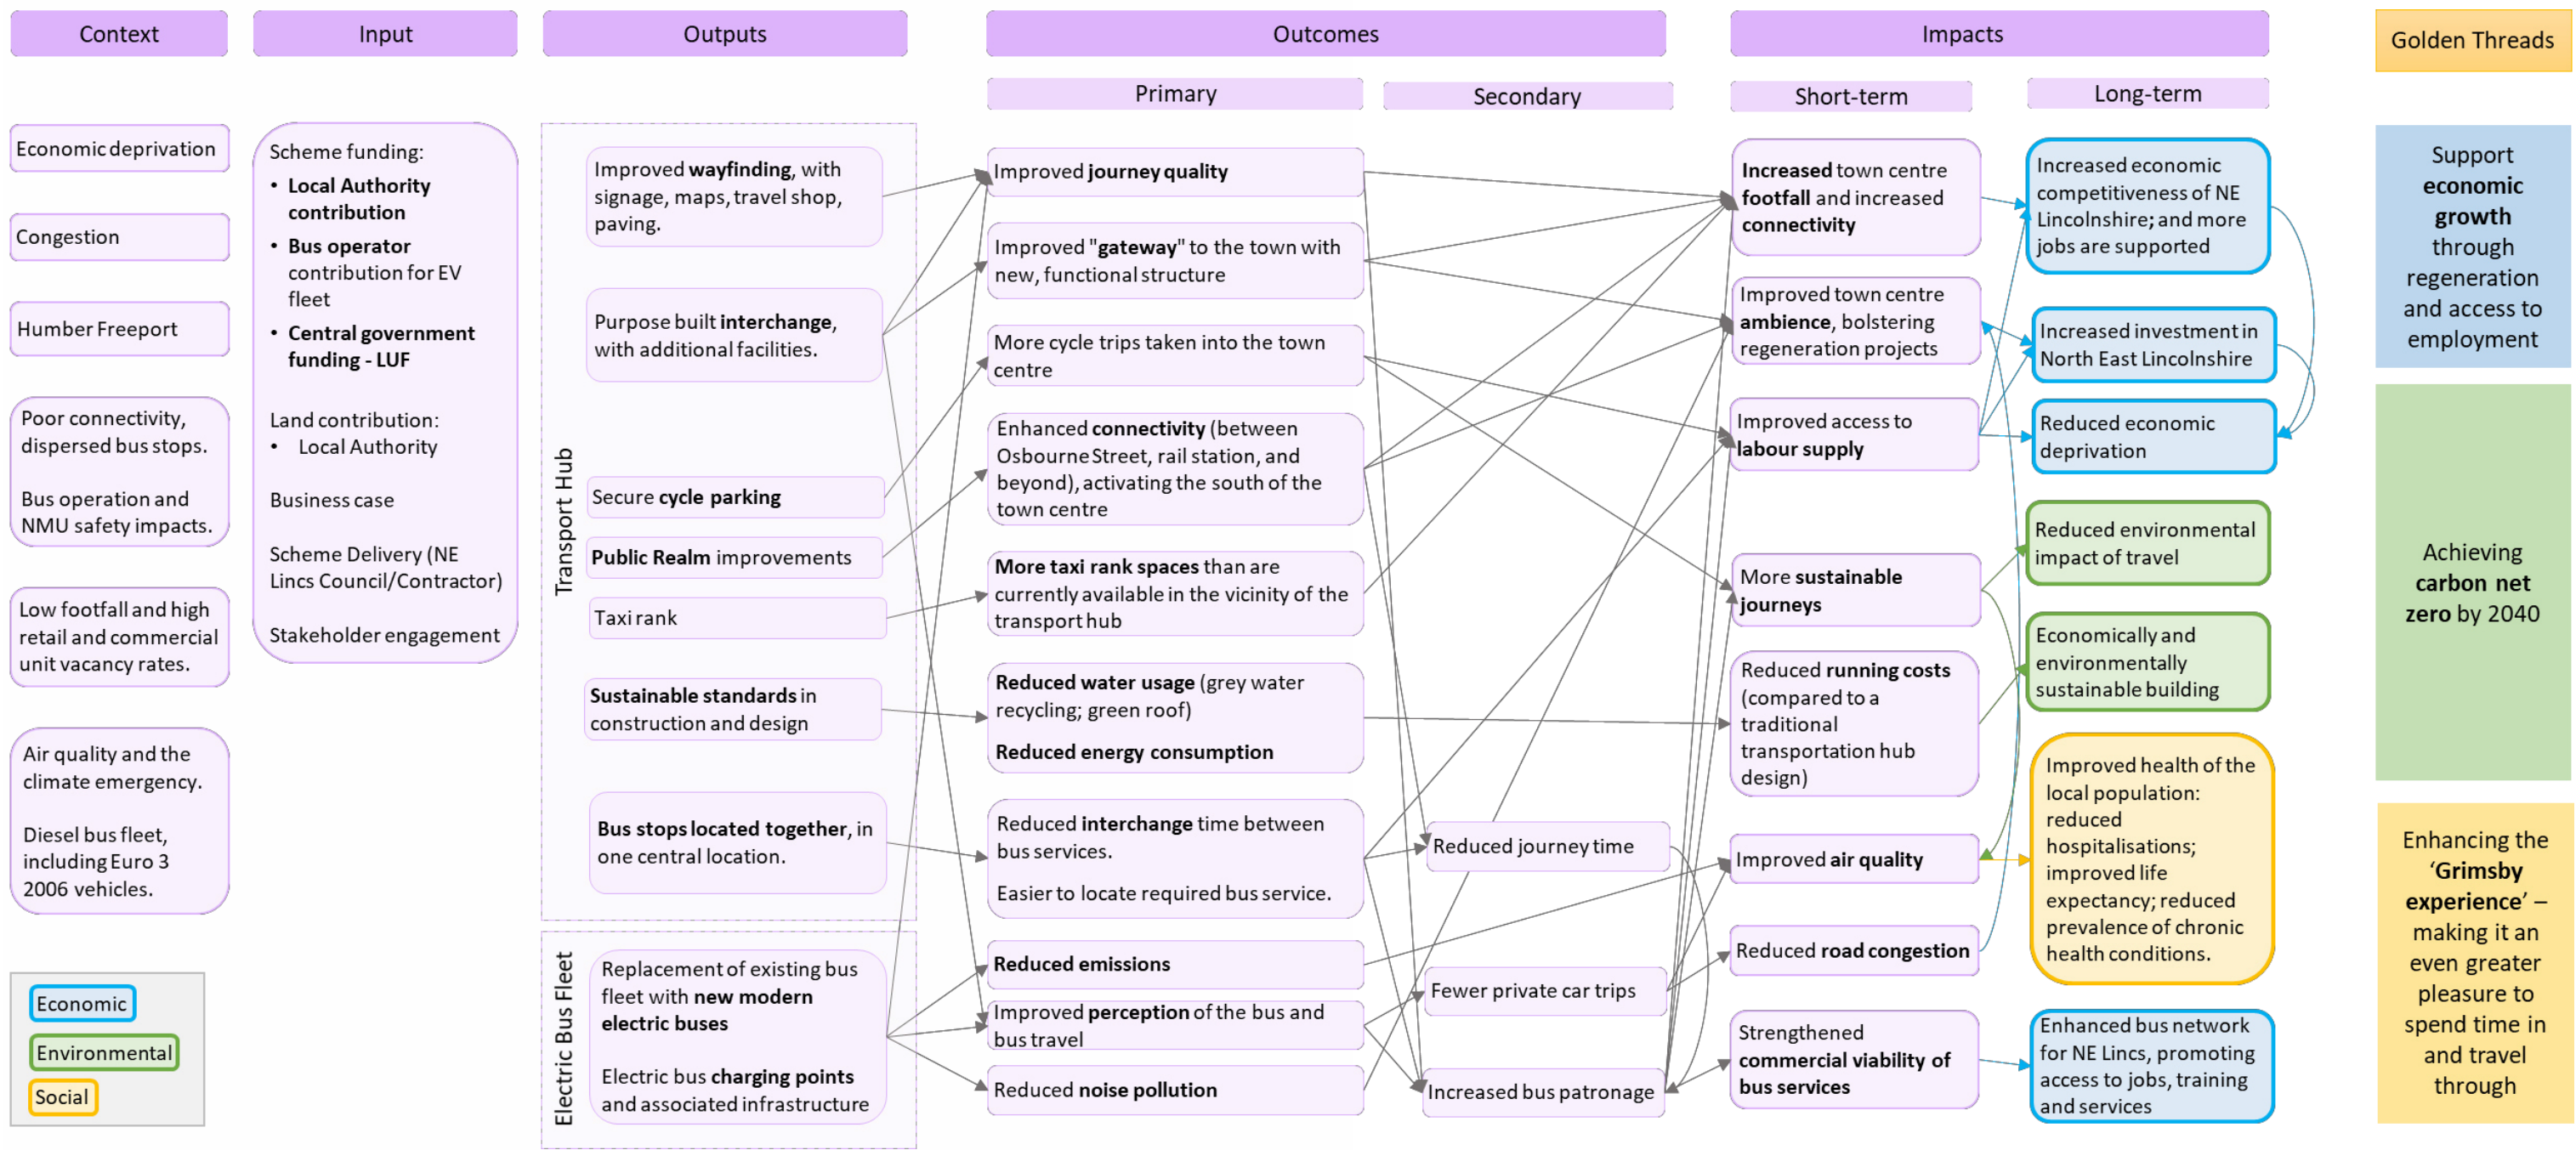 Context
Input
Outputs
Outcomes
Impacts
Golden Threads
Primary
Secondary
Short-term
Long-term
Economic deprivation
Congestion
Humber Freeport
Poor connectivity,
dispersed bus stops.
Bus operation and
NMU safety impacts.
Low footfall and high
retail and commercial
unit vacancy rates.
Air quality and the
climate emergency.
Diesel bus fleet,
including Euro 3
2006 vehicles.
Economic
Environmental
Social
Scheme funding:
• Local Authority
contribution
• Bus operator
contribution for EV
fleet
• Central government
funding - LUF
Land contribution:
• Local Authority
Business case
Scheme Delivery (NE
Lincs Council/Contractor)
Stakeholder engagement
Transport Hub
Improved wayfinding, with
signage, maps, travel shop,
paving.
Purpose built interchange,
with additional facilities.
Secure cycle parking
Public Realm improvements
Taxi rank
Sustainable standards in
construction and design
Bus stops located together, in
one central location.
Electric Bus Fleet
Replacement of existing bus
fleet with new modern
electric buses
Electric bus charging points
and associated infrastructure
Improved journey quality
Improved "gateway" to the town with
new, functional structure
More cycle trips taken into the town
centre
Enhanced connectivity (between
Osbourne Street, rail station, and
beyond), activating the south of the
town centre
More taxi rank spaces than are
currently available in the vicinity of the
transport hub
Reduced water usage (grey water
recycling; green roof)
Reduced energy consumption
Reduced interchange time between
bus services.
Easier to locate required bus service.
Reduced emissions
Improved perception of the bus and
bus travel
Reduced noise pollution
Reduced journey time
Fewer private car trips
Increased bus patronage
Increased town centre
footfall and increased
connectivity
Improved town centre
ambience, bolstering
regeneration projects
Improved access to
labour supply
More sustainable
journeys
Reduced running costs
(compared to a
traditional
transportation hub
design)
Improved air quality
Reduced road congestion
Strengthened
commercial viability of
bus services
Increased economic
competitiveness of NE
Lincolnshire; and more
jobs are supported
Increased investment in
North East Lincolnshire
Reduced economic
deprivation
Reduced environmental
impact of travel
Economically and
environmentally
sustainable building
Improved health of the
local population:
reduced
hospitalisations;
improved life
expectancy; reduced
prevalence of chronic
health conditions.
Enhanced bus network
for NE Lincs, promoting
access to jobs, training
and services
Support
economic
growth
through
regeneration
and access to
employment
Achieving
carbon net
zero by 2040
Enhancing the
‘Grimsby
experience’ –
making it an
even greater
pleasure to
spend time in
and travel
through